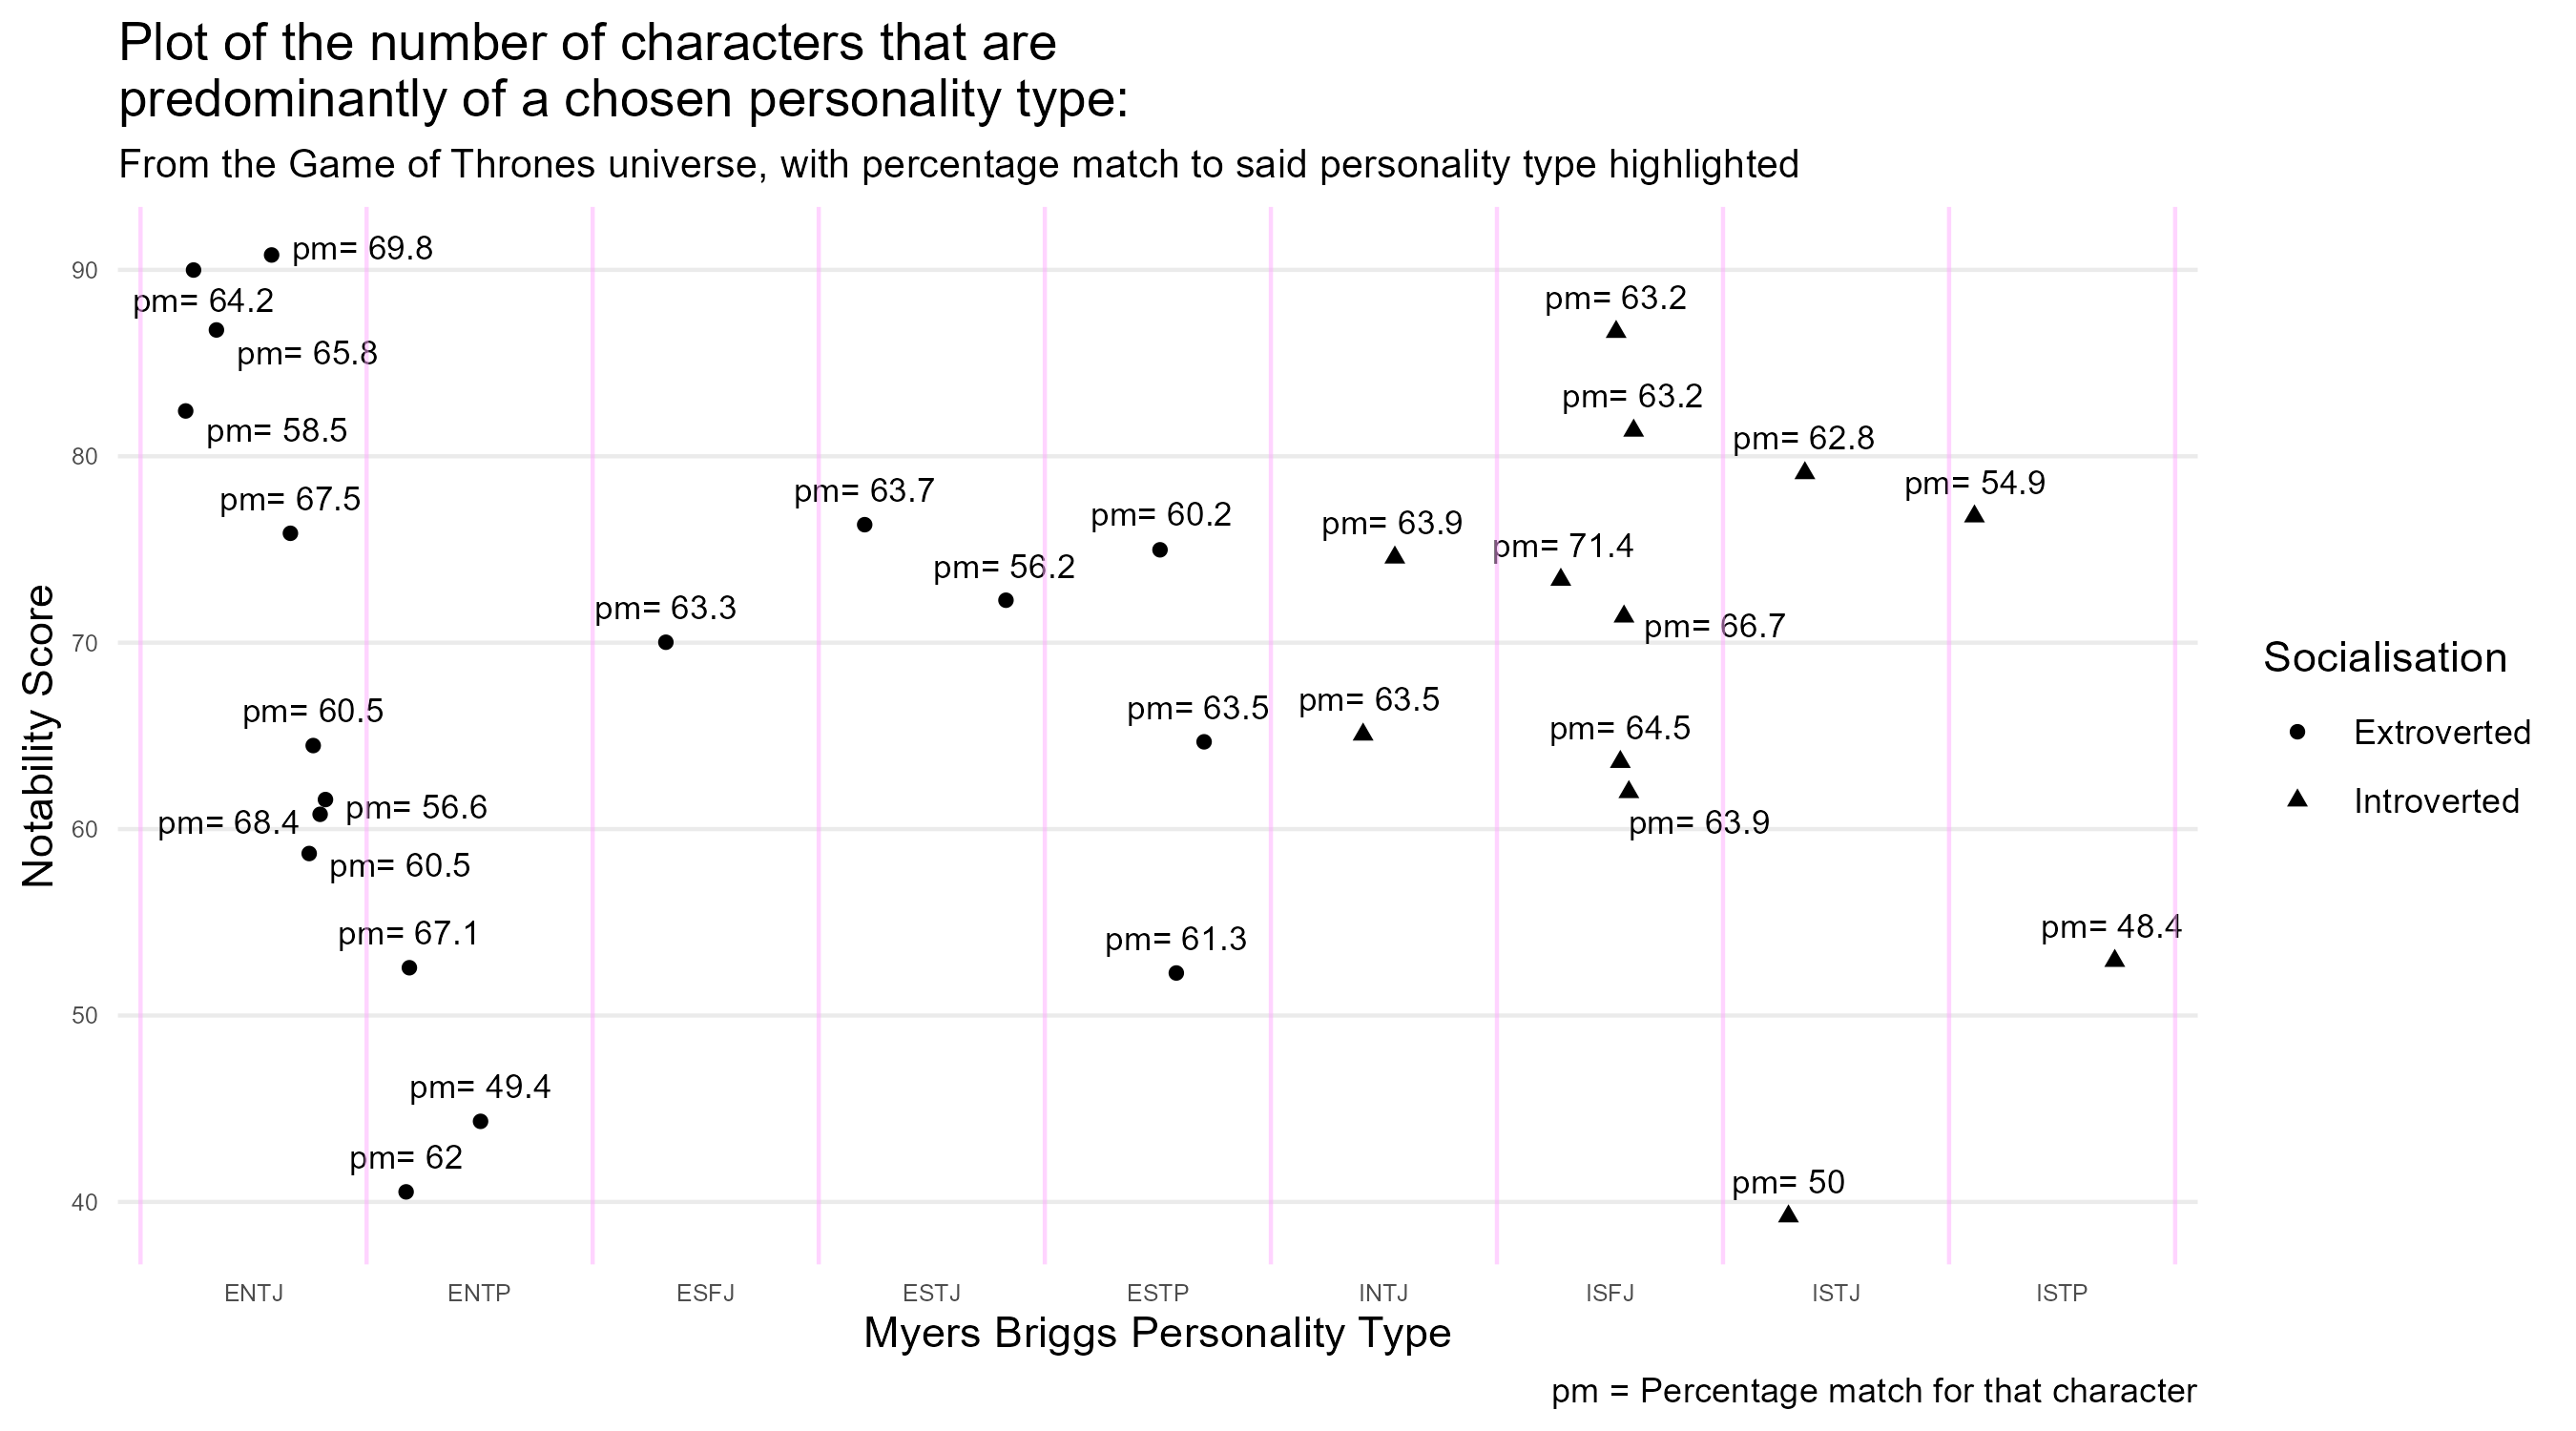 Plot of the number of characters that are
predominantly of a chosen personality type:
From the Game of Thrones universe, with percentage match to said personality type highlighted
Notability Score
90
80
70
60
50
40
pm= 69.8
pm= 64.2
pm= 65.8
pm= 58.5
pm= 67.5
pm= 60.5
pm= 56.6
pm= 68.4
pm= 60.5
pm= 67.1
pm= 49.4
pm= 62
pm= 63.3
pm= 63.7
pm= 56.2
pm= 60.2
pm= 63.5
pm= 61.3
pm= 63.9
pm= 63.5
pm= 63.2
pm= 63.2
pm= 71.4
pm= 66.7
pm= 64.5
pm= 63.9
pm= 62.8
pm= 50
pm= 54.9
pm= 48.4
ENTJ
ENTP
ESFJ
ESTJ
ESTP
INTJ
ISFJ
ISTJ
ISTP
Myers Briggs Personality Type
Socialisation
Extroverted
Introverted
pm = Percentage match for that character